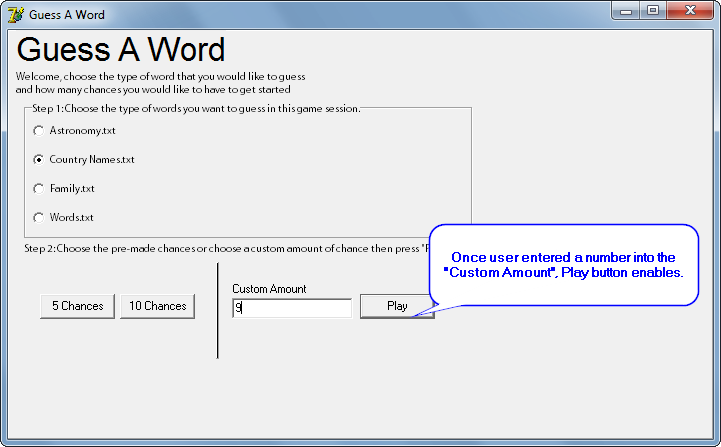 Guess A Word
Guess A Word
Welcome, choose the type of word that you would like to guess
and how many chances you would like to have to get started
Step 1:Choose the type of words you want to guess in this game session.
Astronomy.txt
Country Names.txt
Family.txt
Words.txt
Step 2:Choose the pre-made chances or choose a custom amount of chance then press "
Once user entered a number into the
"Custom Amount", Play button enables.
5 Chances
10 Chances
Custom Amount
9
Play